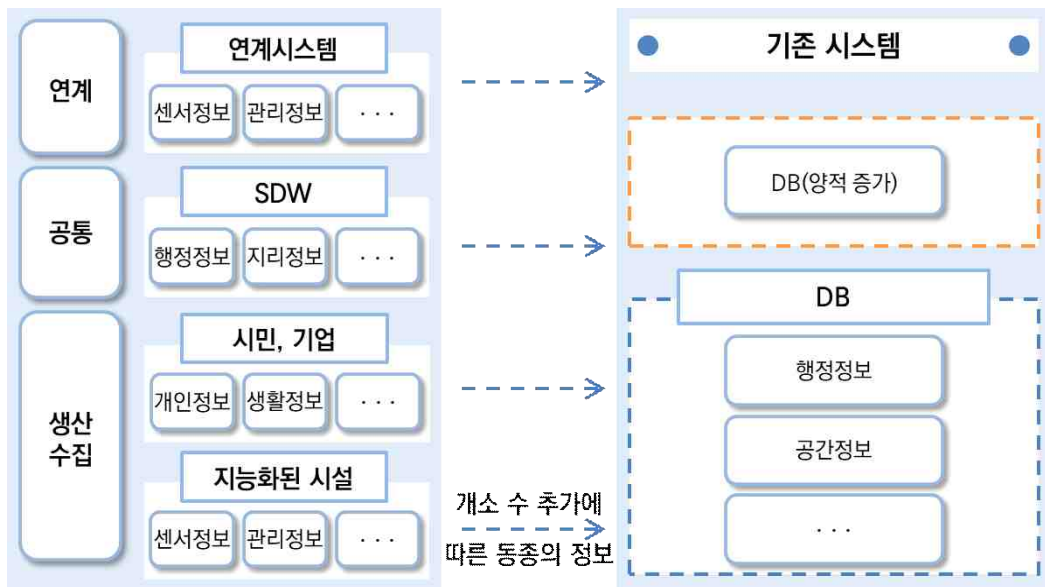 연계
연계시스템
센서정보 관리정보 · · ·
공통
SDW
행정정보 지리정보 · · ·
생산
수집
시민, 기업
개인정보 생활정보 · · ·
지능화된 시설
센서정보 관리정보 · · ·
개소 수 추가에
따른 동종의 정보
기존 시스템
DB(양적 증가)
DB
행정정보
공간정보
· · ·